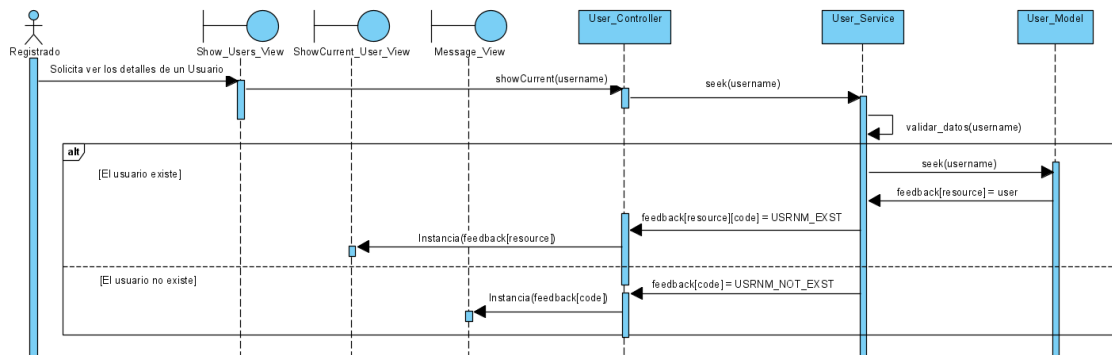 User_Controller
User_Service
User_Model
Registrado
Show_Users_View
ShowCurrent_User_View
Message_View
Solicita ver los detalles de un Usuario
showCurrent(username)
seek(username)
validar_datos(username)
alt
[El usuario existe]
seek(username)
feedback[resource] = user
feedback[resource][code] = USRNM_EXST
Instancia(feedback[resource])
[El usuario no existe]
feedback[code] = USRNM_NOT_EXST
Instancia(feedback[code])